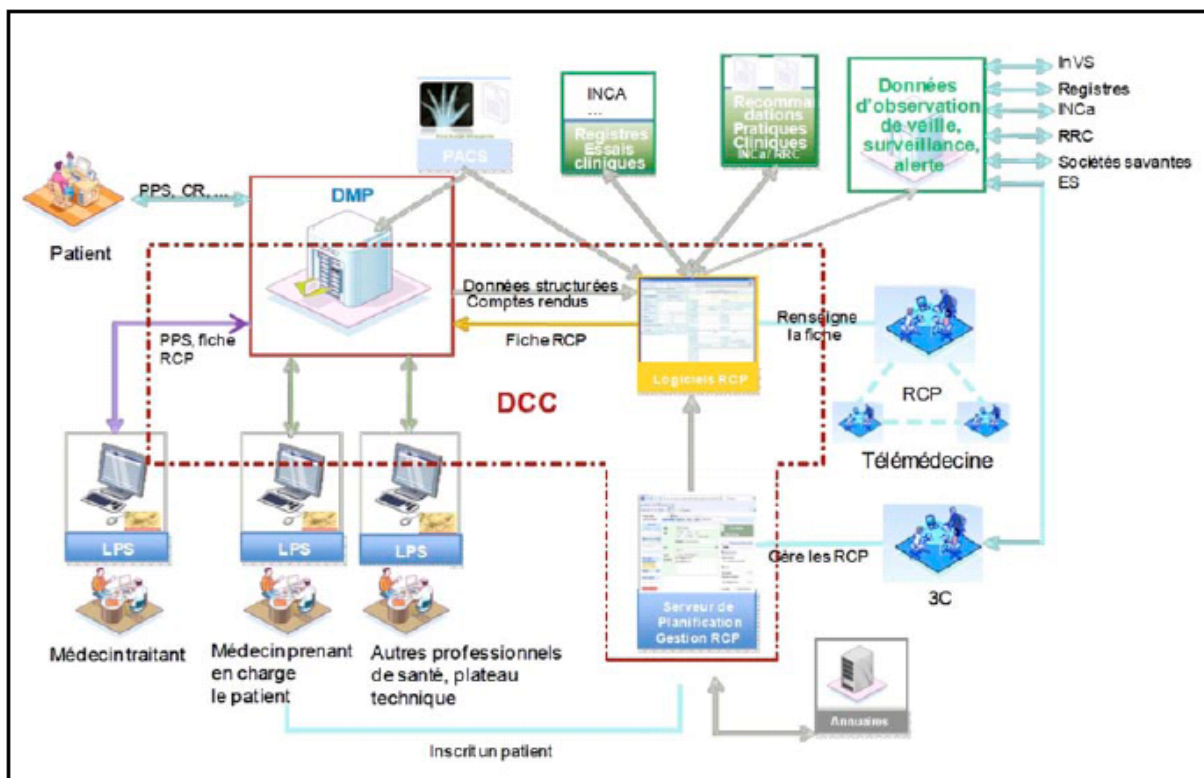 InVS
Registres
INCa
RRC
Sociétés savantes
ES
Données
d'observation
de veille,
surveillance,
alerte
Recomman
dations
Pratiques
Cliniques
INCa/ RRC
INCA
...
Registres
Essais
cliniques
PACS
DMP
PPS, CR, ...
Patient
Données structurées
Comptes rendus
Fiche RCP
PPS, fiche
RCP
Logiciels RCP
Renseigne
la fiche
RCP
Télémédecine
DCC
LPS
LPS
LPS
Médecin traitant
Médecin prenant
en charge
le patient
Autres professionnels
de santé, plateau
technique
Serveur de
Planification
Gestion RCP
Gère les RCP
3C
Annuaires
Inscrit un patient